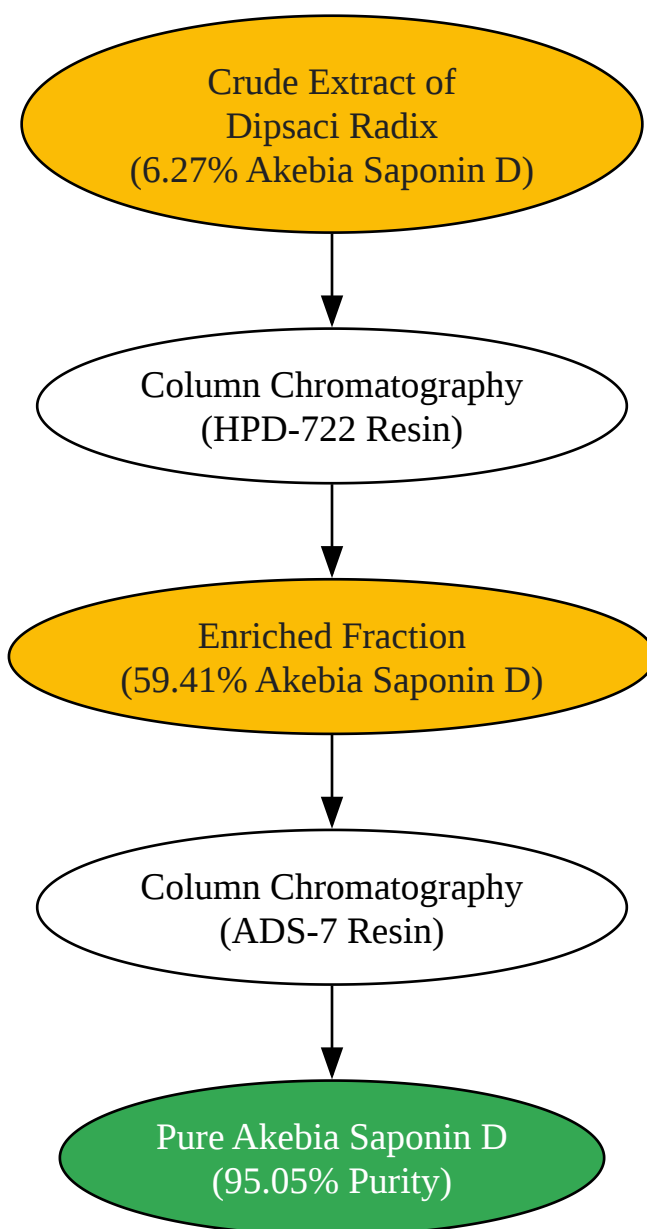 Crude Extract of
Dipsaci Radix
(6.27% Akebia Saponin D)
Column Chromatography
(HPD-722 Resin)
Enriched Fraction
(59.41% Akebia Saponin D)
Column Chromatography
(ADS-7 Resin)
Pure Akebia Saponin D
(95.05% Purity)